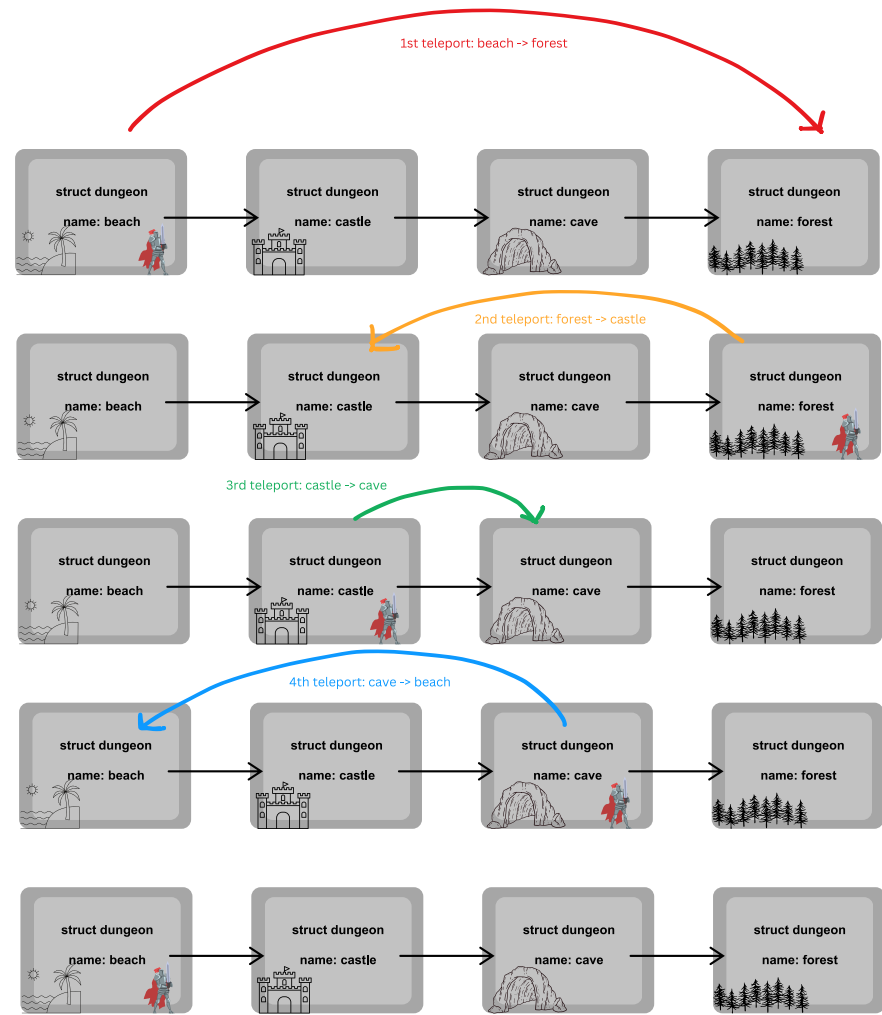 1st teleport: beach -> forest
struct dungeon
name: beach
struct dungeon
name: castle
struct dungeon
name: cave
struct dungeon
name: forest
2nd teleport: forest -> castle
struct dungeon
name: beach
struct dungeon
name: castle
struct dungeon
name: cave
struct dungeon
name: forest
3rd teleport: castle -> cave
struct dungeon
name: beach
struct dungeon
name: castle
struct dungeon
name: cave
struct dungeon
name: forest
4th teleport: cave -> beach
struct dungeon
name: beach
struct dungeon
name: castle
struct dungeon
name: cave
struct dungeon
name: forest
struct dungeon
name: beach
struct dungeon
name: castle
struct dungeon
name: cave
struct dungeon
name: forest